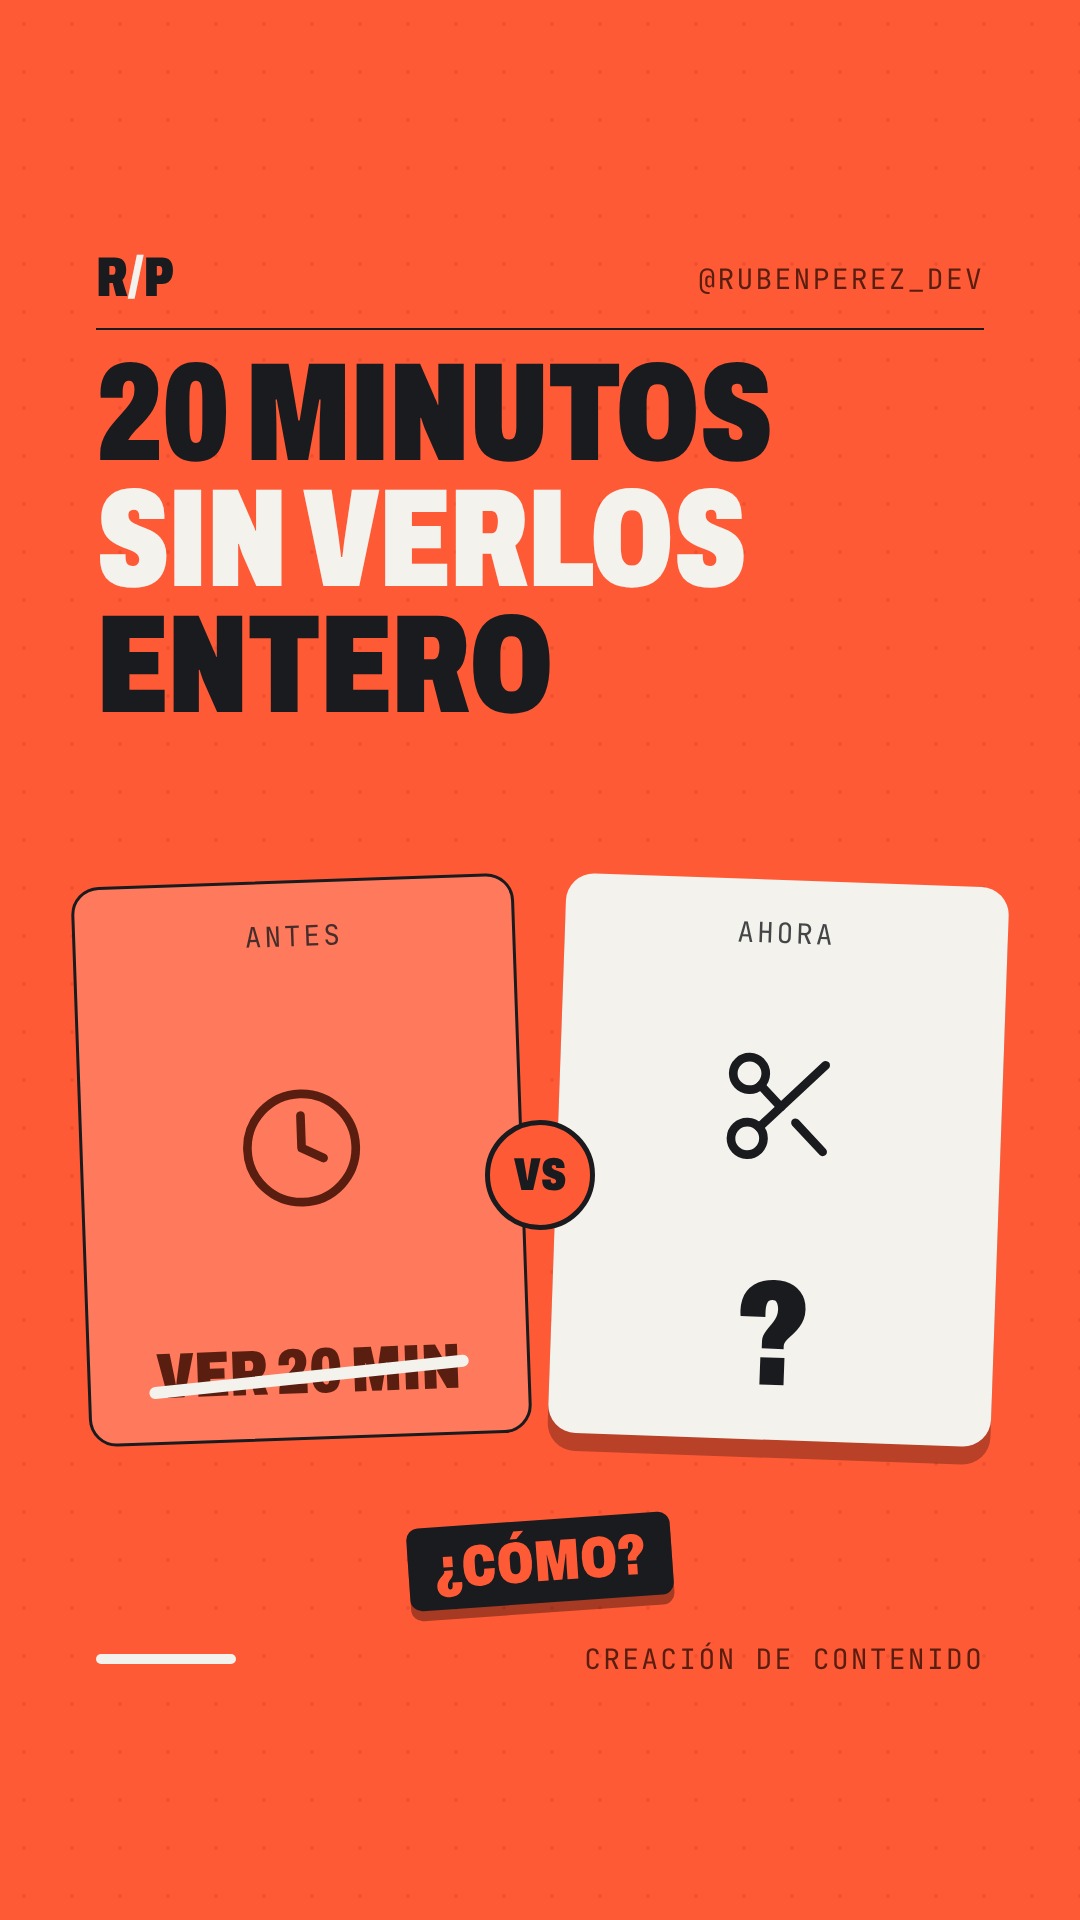 R/P
@RUBENPEREZ_DEV
20 MINUTOS
SIN VERLOS
ENTERO
ANTES
AHORA
VS
VER 20 MIN
?
¿CÓMO?
CREACIÓN DE CONTENIDO